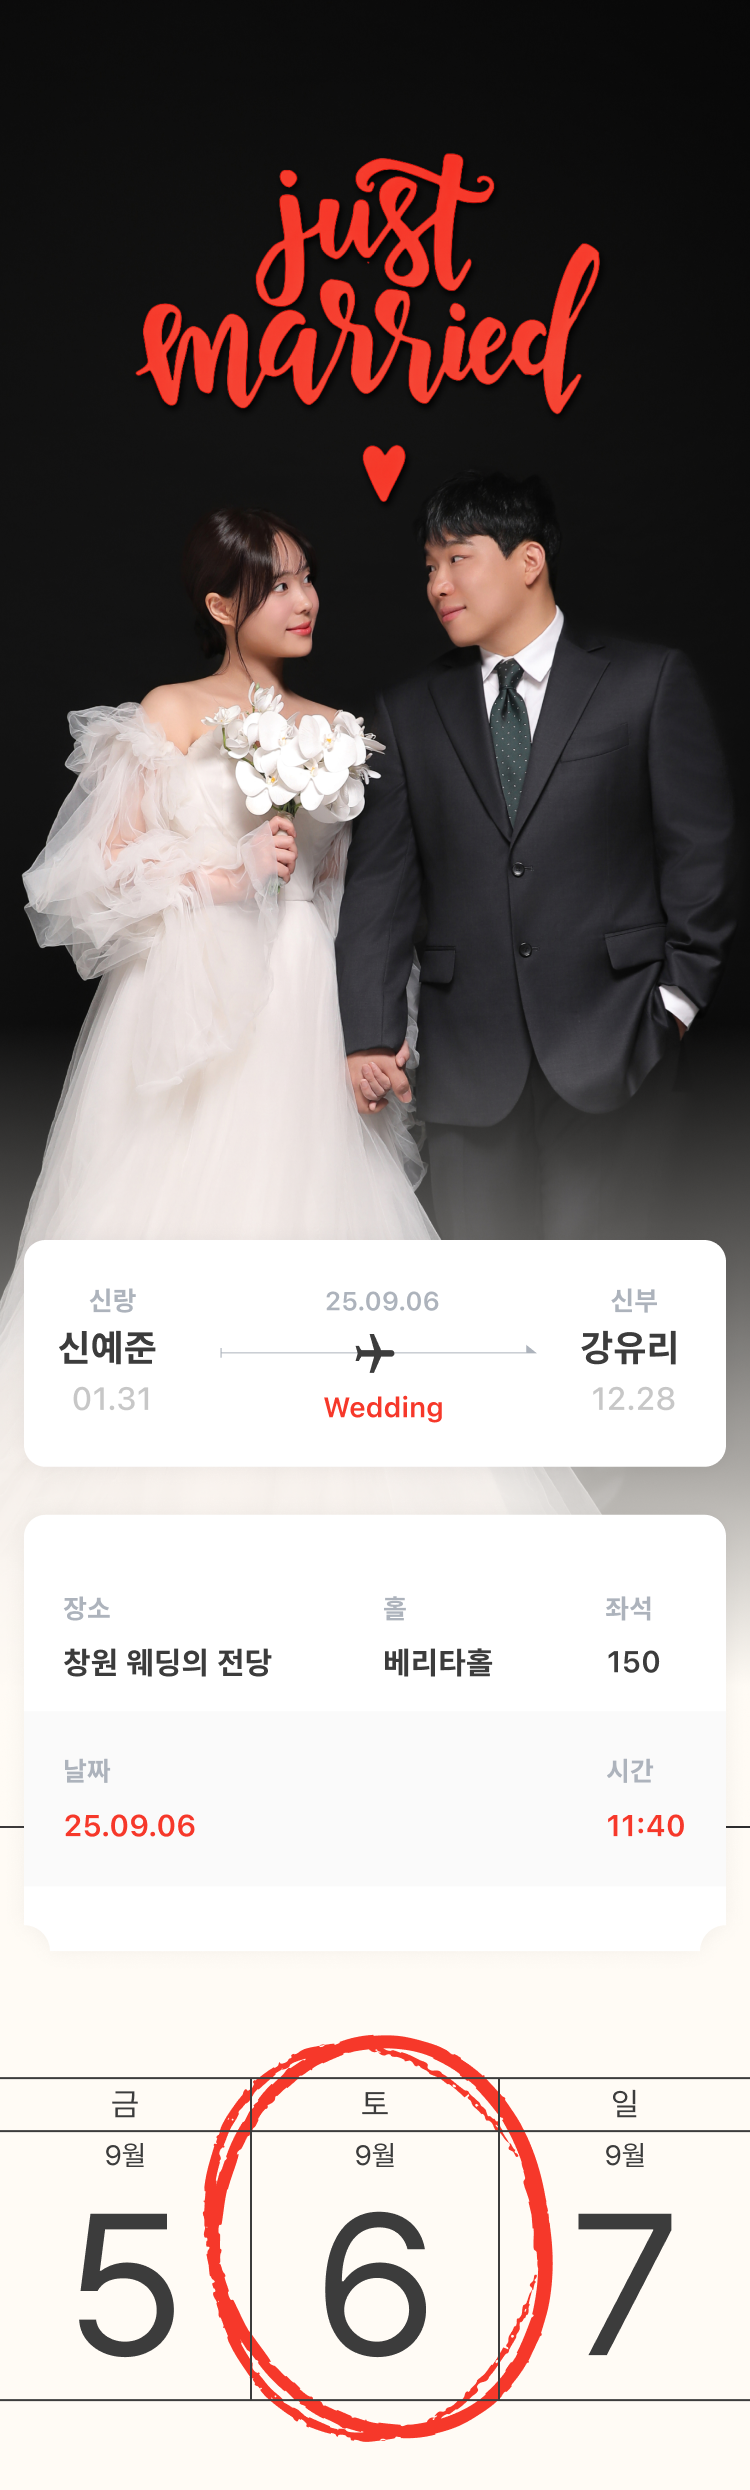 just
married
신랑 25.09.06 신부
신예준 강유리
01.31 Wedding 12.28
장소 홀 좌석
창원 웨딩의 전당 베리타홀 150
날짜 시간
25.09.06 11:40
금 토 일
9월 9월 9월
5 6 7